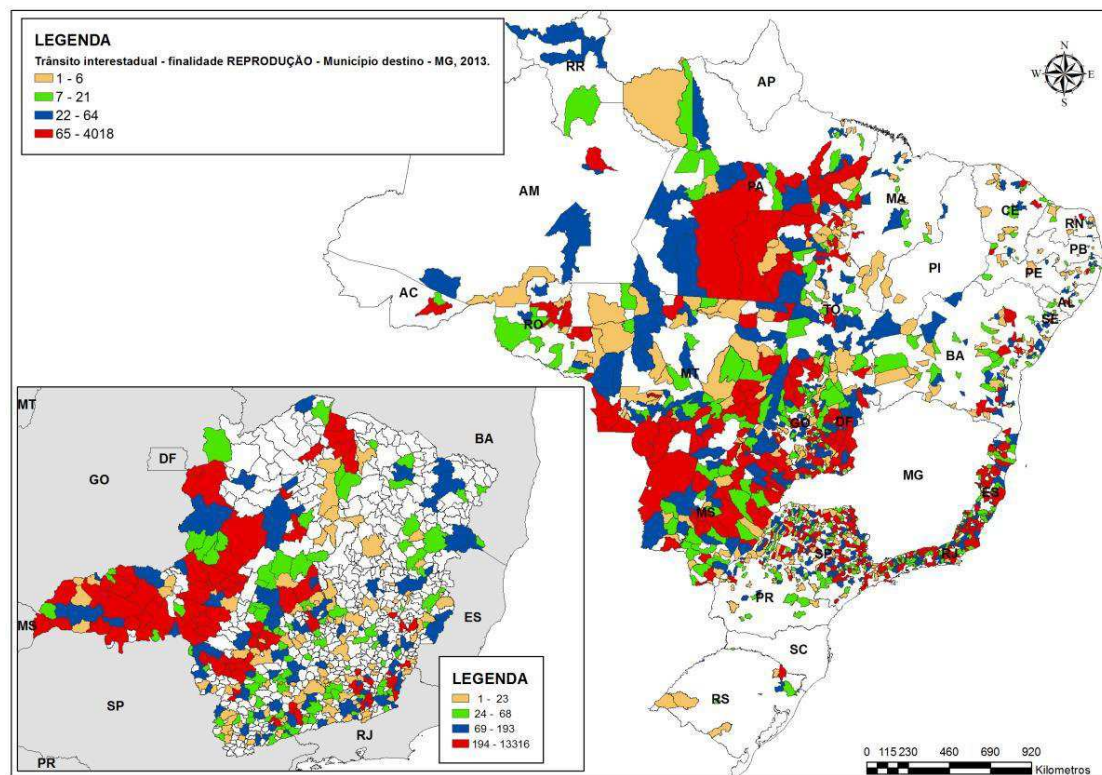 LEGENDA
Trânsito interestadual - finalidade REPRODUÇÃO - Município destino - MG, 2013.
1 - 6
7 - 21
22 - 64
65 - 4018
N
W E
S
RR
AP
AM
PA
MA
CE
RN
PB
PI
PE
AC
AL
SE
RO
TO
BA
MT
GO
DF
MG
ES
MS
SP
RJ
PR
SC
RS
MT
BA
DF
GO
MS
ES
SP
RJ
PR
LEGENDA
1 - 23
24 - 68
69 - 193
194 - 13316
0 115 230 460 690 920
Kilometros